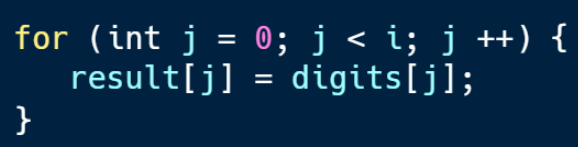 for (int j = 0; j < i; j ++) {
   result[j] = digits[j];
}